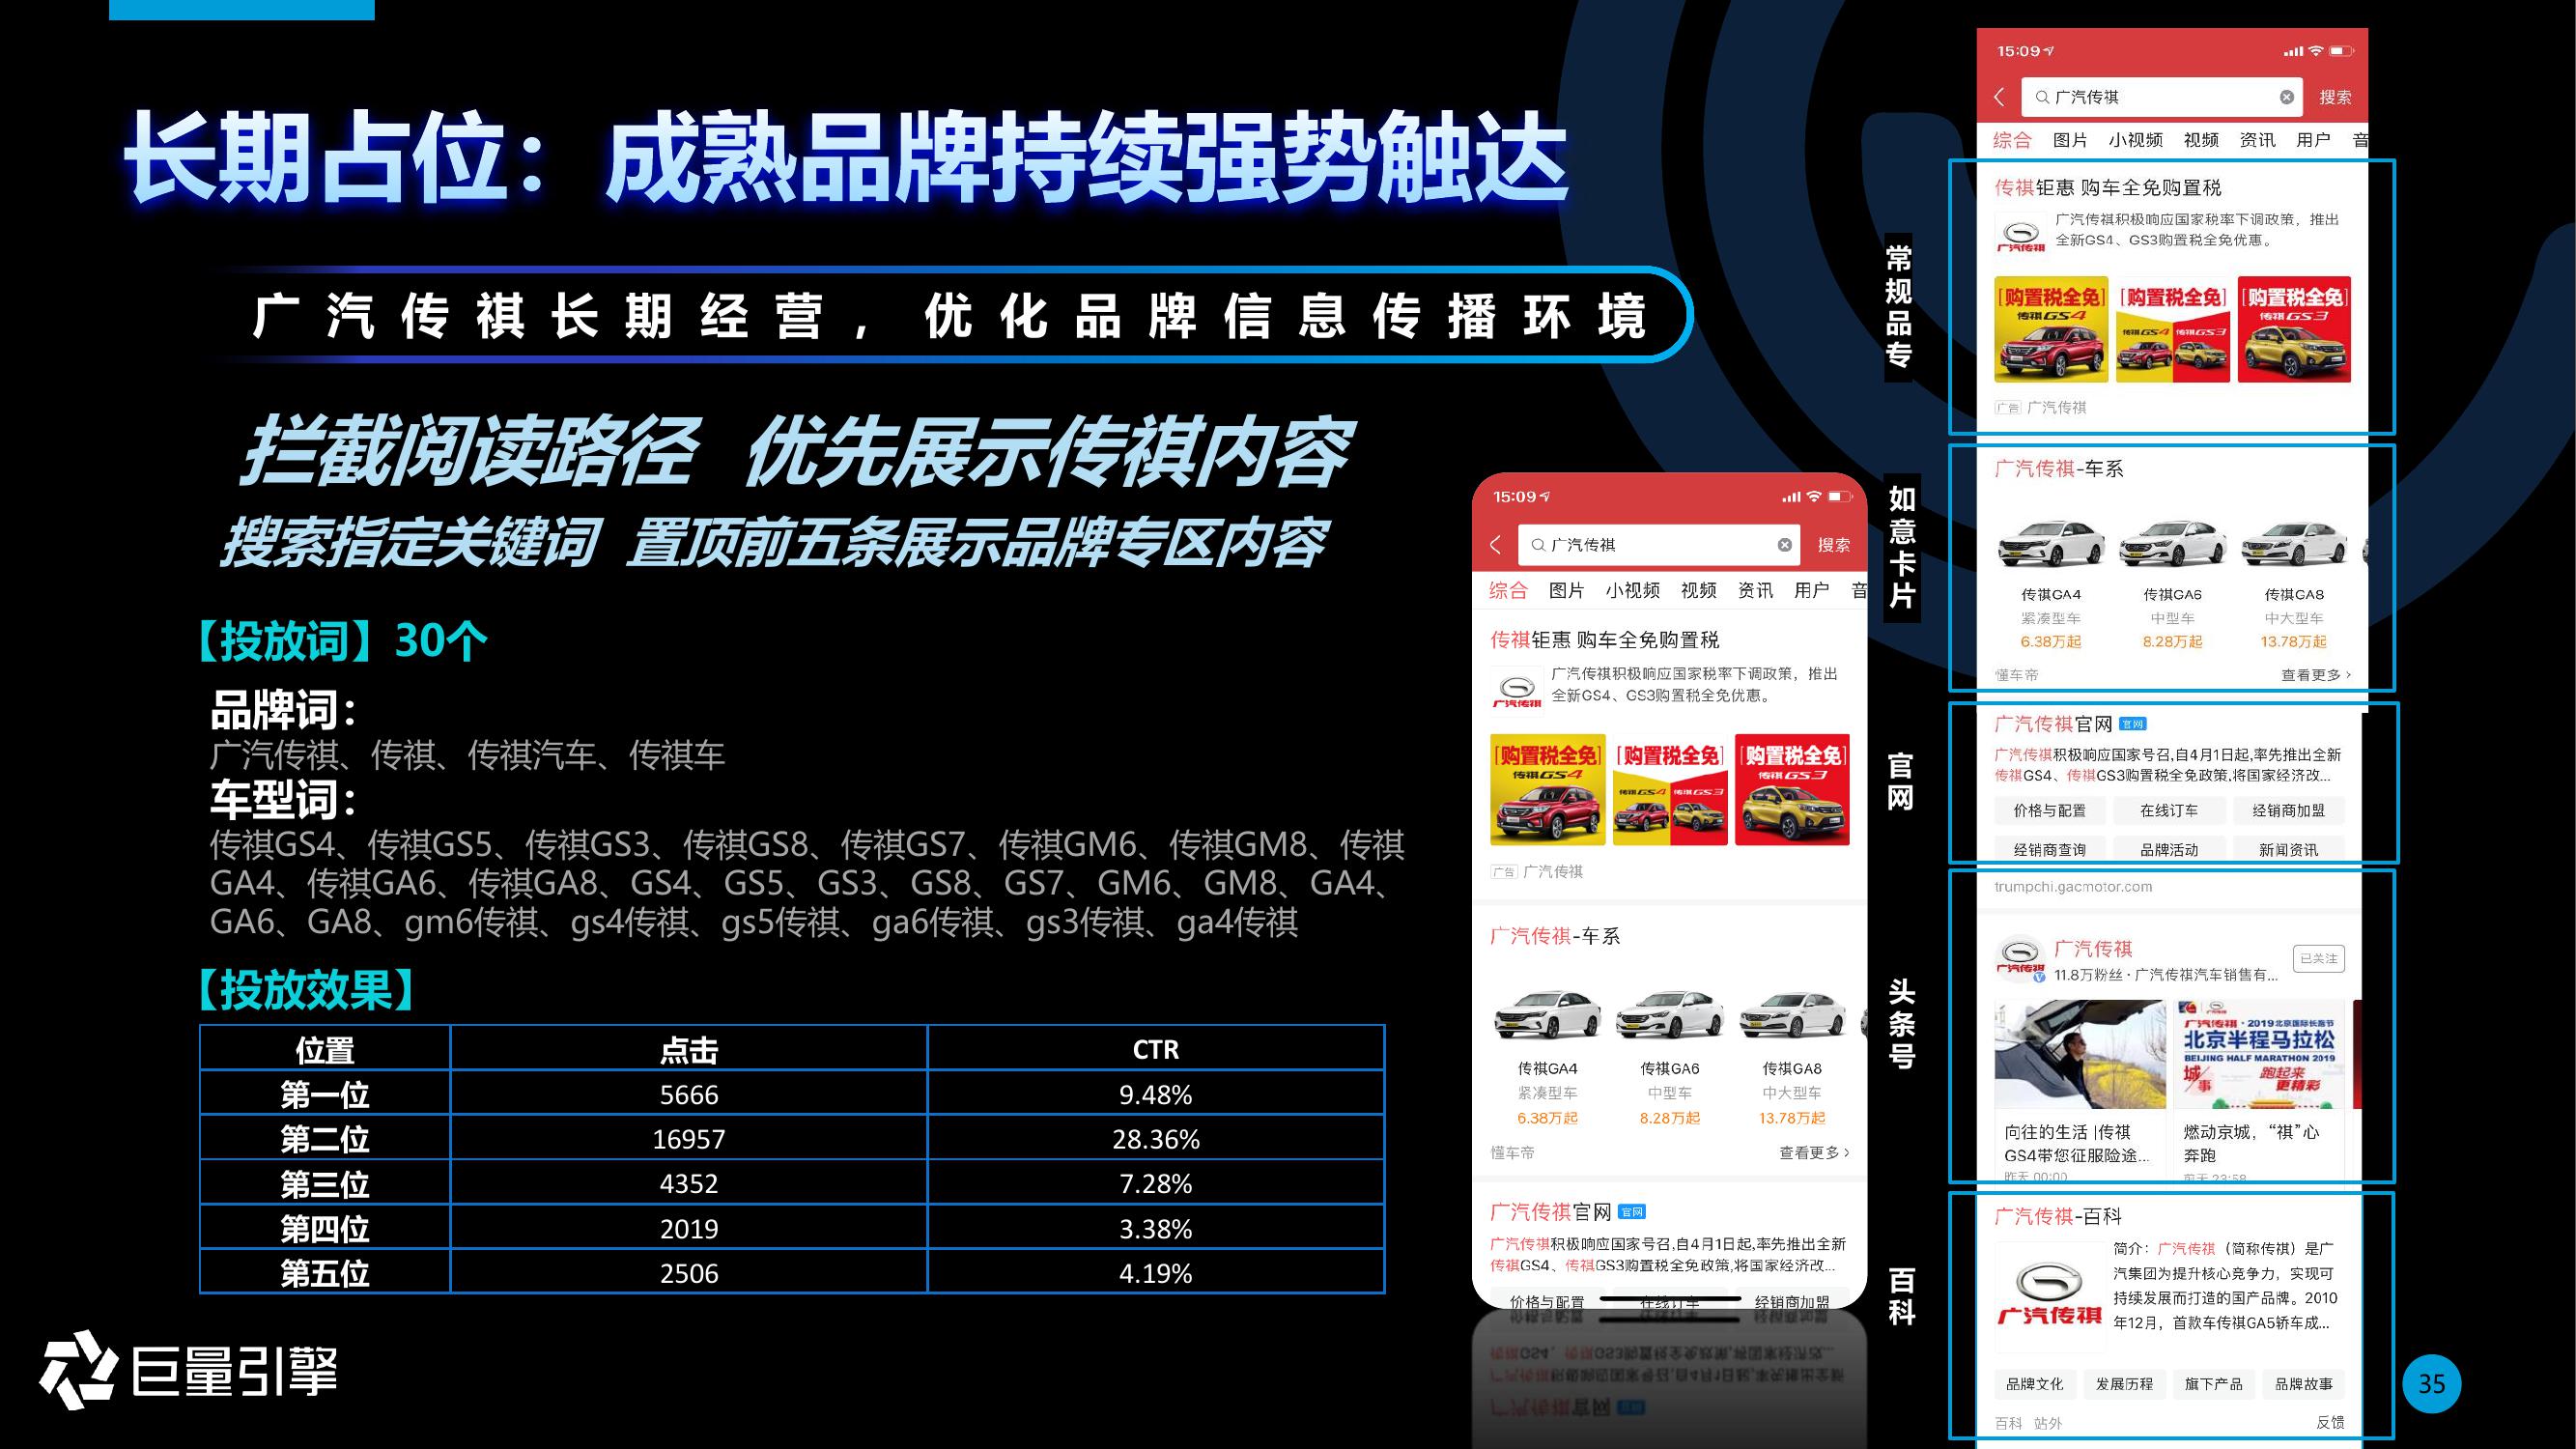 长期占位：成熟品牌持续强势触达
广汽传祺长期经营，优化品牌信息传播环境
拦截阅读路径 优先展示传祺内容
搜索指定关键词 置顶前五条展示品牌专区内容
【投放词】30个
品牌词：
广汽传祺、传祺、传祺汽车、传祺车
车型词：
传祺GS4、传祺GS5、传祺GS3、传祺GS8、传祺GS7、传祺GM6、传祺GM8、传祺
GA4、传祺GA6、传祺GA8、GS4、GS5、GS3、GS8、GS7、GM6、GM8、GA4、
GA6、GA8、gm6传祺、gs4传祺、gs5传祺、ga6传祺、gs3传祺、ga4传祺
【投放效果】
位置 点击 CTR
第一位 5666 9.48%
第二位 16957 28.36%
第三位 4352 7.28%
第四位 2019 3.38%
第五位 2506 4.19%
巨量引擎
15:09
广汽传祺 搜索
综合 图片 小视频 视频 资讯 用户 音
传祺钜惠 购车全免购置税
广汽传祺积极响应国家税率下调政策，推出
全新GS4、GS3购置税全免优惠。
广汽传祺
[购置税全免] [购置税全免] [购置税全免]
传祺GS4 传祺GS4 传祺GS3 传祺GS3
广告 广汽传祺
广汽传祺-车系
传祺GA4 传祺GA6 传祺GA8
紧凑型车 中型车 中大型车
6.38万起 8.28万起 13.78万起
懂车帝 查看更多
广汽传祺官网 官网
广汽传祺积极响应国家号召,自4月1日起,率先推出全新
传祺GS4、传祺GS3购置税全免政策,将国家经济改...
价格与配置 在线订车 经销商加盟
常规品专
如意卡片
官网
头条号
百科
15:09
广汽传祺 搜索
综合 图片 小视频 视频 资讯 用户 音
传祺钜惠 购车全免购置税
广汽传祺积极响应国家税率下调政策，推出
全新GS4、GS3购置税全免优惠。
广汽传祺
[购置税全免] [购置税全免] [购置税全免]
传祺GS4 传祺GS4 传祺GS3 传祺GS3
广告 广汽传祺
广汽传祺-车系
传祺GA4 传祺GA6 传祺GA8
紧凑型车 中型车 中大型车
6.38万起 8.28万起 13.78万起
懂车帝 查看更多
广汽传祺官网 官网
广汽传祺积极响应国家号召,自4月1日起,率先推出全新
传祺GS4、传祺GS3购置税全免政策,将国家经济改...
价格与配置 在线订车 经销商加盟
经销商查询 品牌活动 新闻资讯
trumpchi.gacmotor.com
广汽传祺 已关注
11.8万粉丝 · 广汽传祺汽车销售有...
广汽传祺
广汽传祺 · 2019北京国际长跑节
北京半程马拉松
BEIJING HALF MARATHON 2019
跑起来
更精彩
向往的生活 |传祺
GS4带您征服险途...
昨天 00:00
燃动京城，“祺”心
奔跑
前天 23:58
广汽传祺-百科
简介：广汽传祺（简称传祺）是广
汽集团为提升核心竞争力，实现可
持续发展而打造的国产品牌。2010
年12月，首款车传祺GA5轿车成...
广汽传祺
品牌文化 发展历程 旗下产品 品牌故事
百科 站外 反馈
35